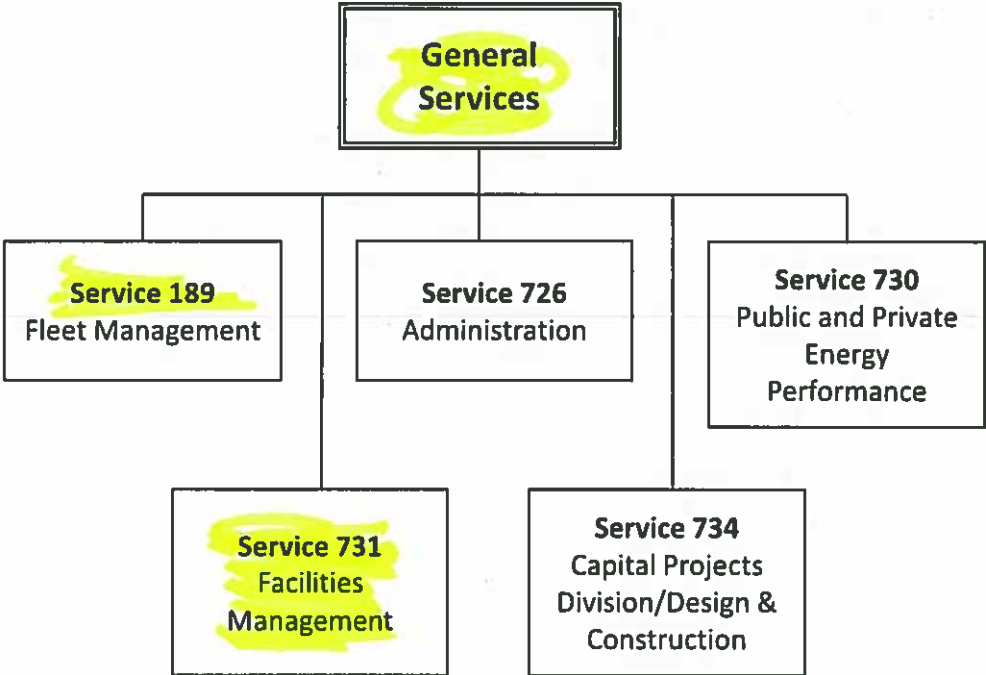 General
Services
Service 189
Fleet Management
Service 726
Administration
Service 730
Public and Private
Energy
Performance
Service 731
Facilities
Management
Service 734
Capital Projects
Division/Design &
Construction